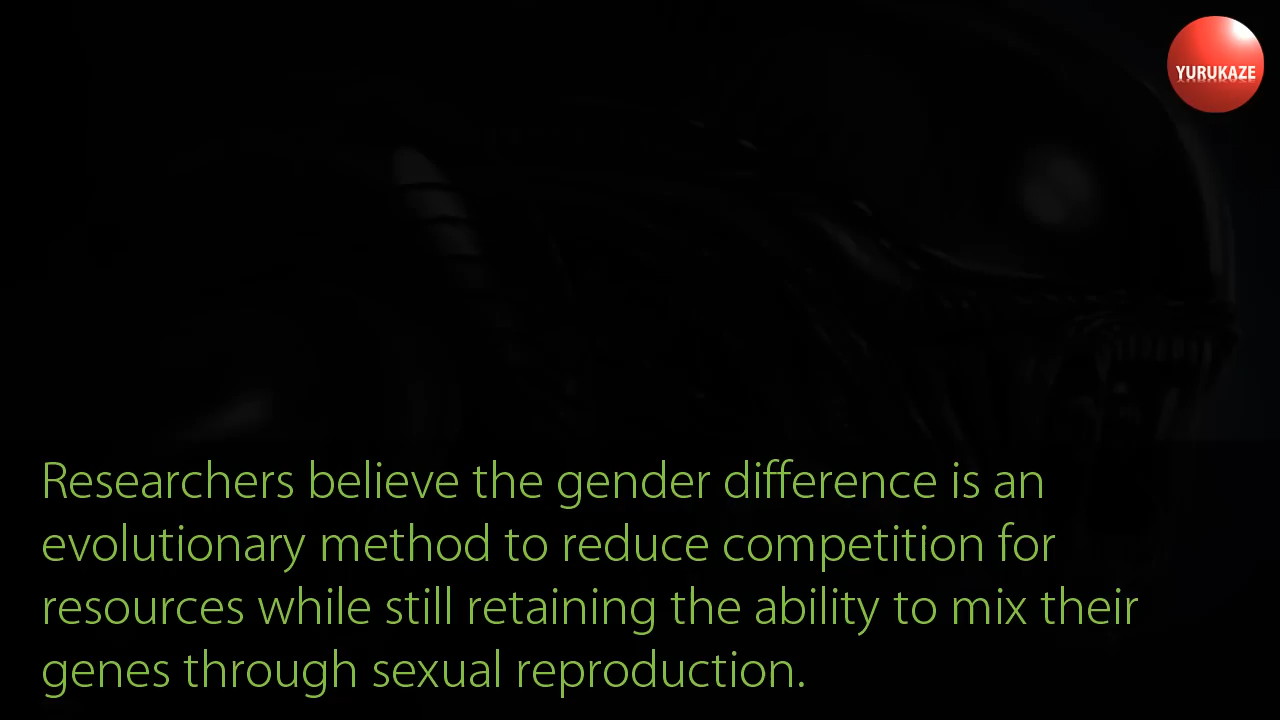 YURUKAZE
Researchers believe the gender difference is an
evolutionary method to reduce competition for
resources while still retaining the ability to mix their
genes through sexual reproduction.